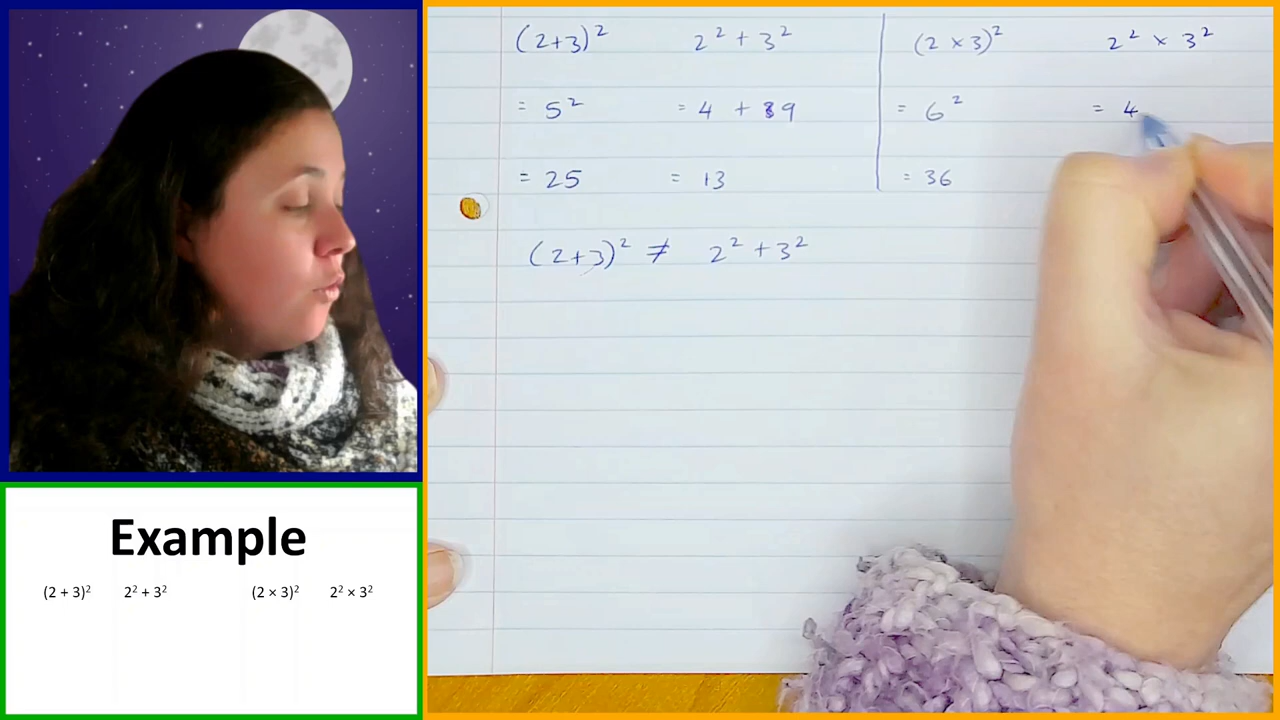 (2+3)² 2² + 3² (2 × 3)² 2² × 3²
= 5² = 4 + 9 = 6² = 4
= 25 = 13 = 36
(2+3)² ≠ 2² + 3²
Example
(2 + 3)² 2² + 3² (2 × 3)² 2² × 3²